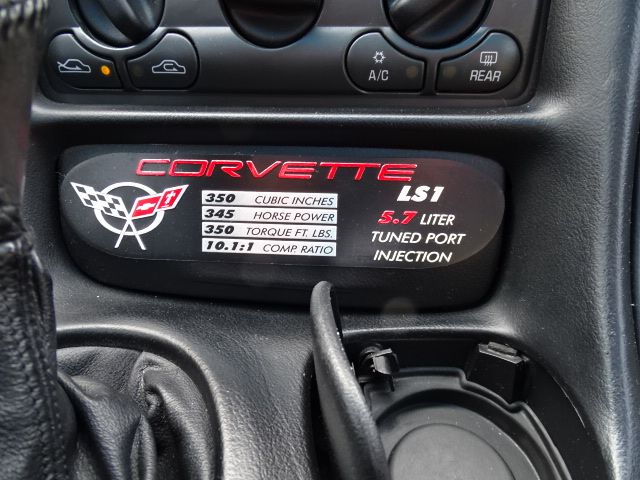 A/C
REAR
CORVETTE
350 CUBIC INCHES
345 HORSE POWER
350 TORQUE FT. LBS.
10.1:1 COMP. RATIO
LS1
5.7 LITER
TUNED PORT
INJECTION